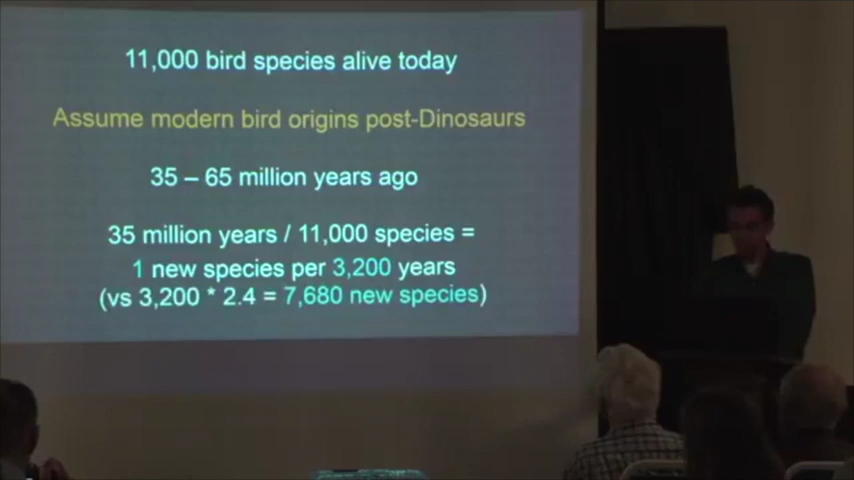 11,000 bird species alive today
Assume modern bird origins post-Dinosaurs
35 – 65 million years ago
35 million years / 11,000 species =
1 new species per 3,200 years
(vs 3,200 * 2.4 = 7,680 new species)